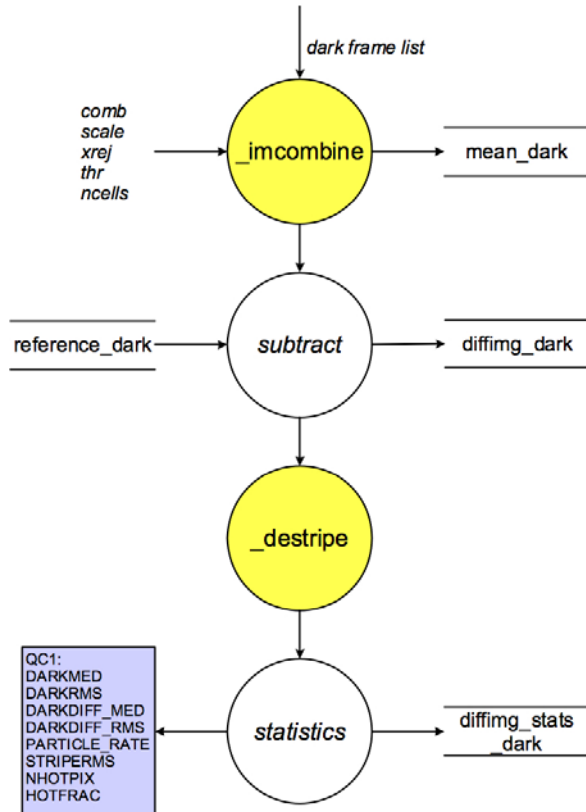 dark frame list
comb
scale
xrej
thr
ncells
_imcombine
mean_dark
reference_dark
subtract
diffimg_dark
_destripe
QC1:
DARKMED
DARKRMS
DARKDIFF_MED
DARKDIFF_RMS
PARTICLE_RATE
STRIPERMS
NHOTPIX
HOTFRAC
statistics
diffimg_stats
_dark